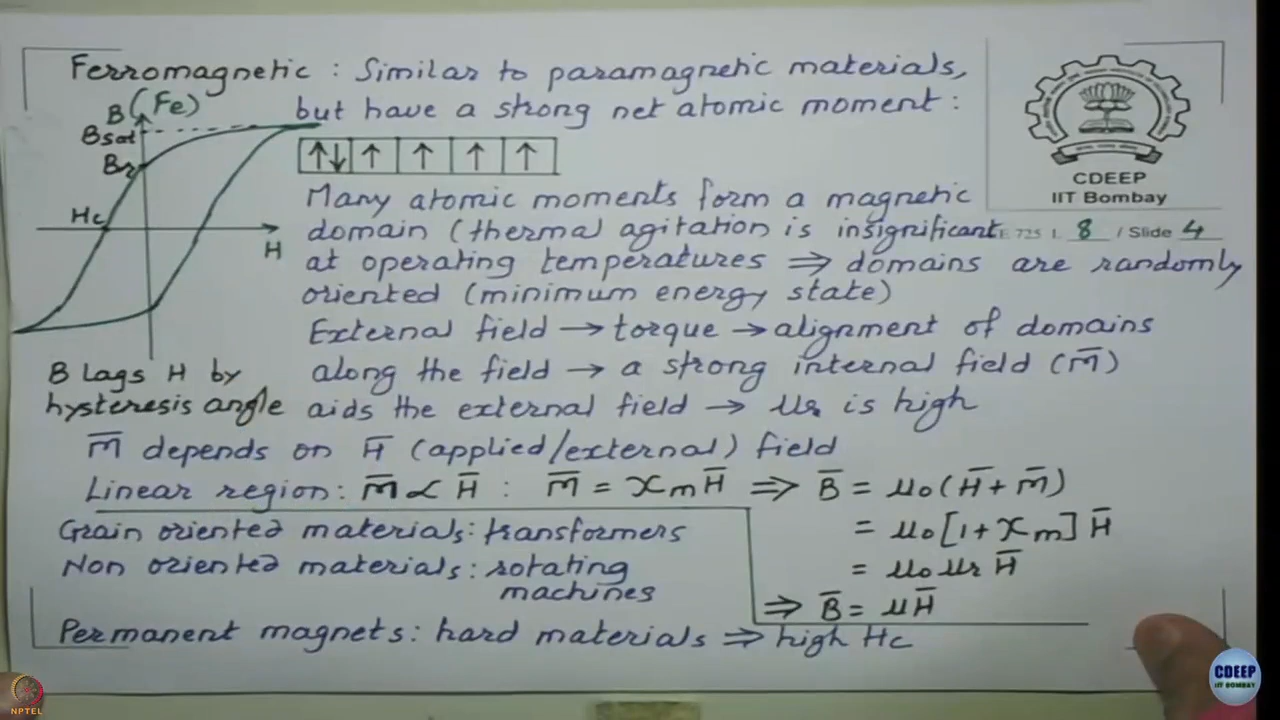 Ferromagnetic : Similar to paramagnetic materials,
(Fe) but have a strong net atomic moment :
B
Bsat
Br
Hc
H
↑↓ ↑ ↑ ↑ ↑
CDEEP
IIT Bombay
E 725 L 8 / Slide 4
Many atomic moments form a magnetic
domain (thermal agitation is insignificant
at operating temperatures ⇒ domains are randomly
oriented (minimum energy state)
External field → torque → alignment of domains
along the field → a strong internal field (M̄)
aids the external field → μr is high
B lags H by
hysteresis angle
M̄ depends on H̄ (applied/external) field
Linear region: M̄ ∝ H̄ : M̄ = χm H̄ ⇒ B̄ = μ0 (H̄ + M̄)
= μ0 [1 + χm] H̄
= μ0 μr H̄
⇒ B̄ = μH̄
Grain oriented materials: transformers
Non oriented materials: rotating
machines
Permanent magnets: hard materials ⇒ high Hc
NPTEL
CDEEP
IIT BOMBAY